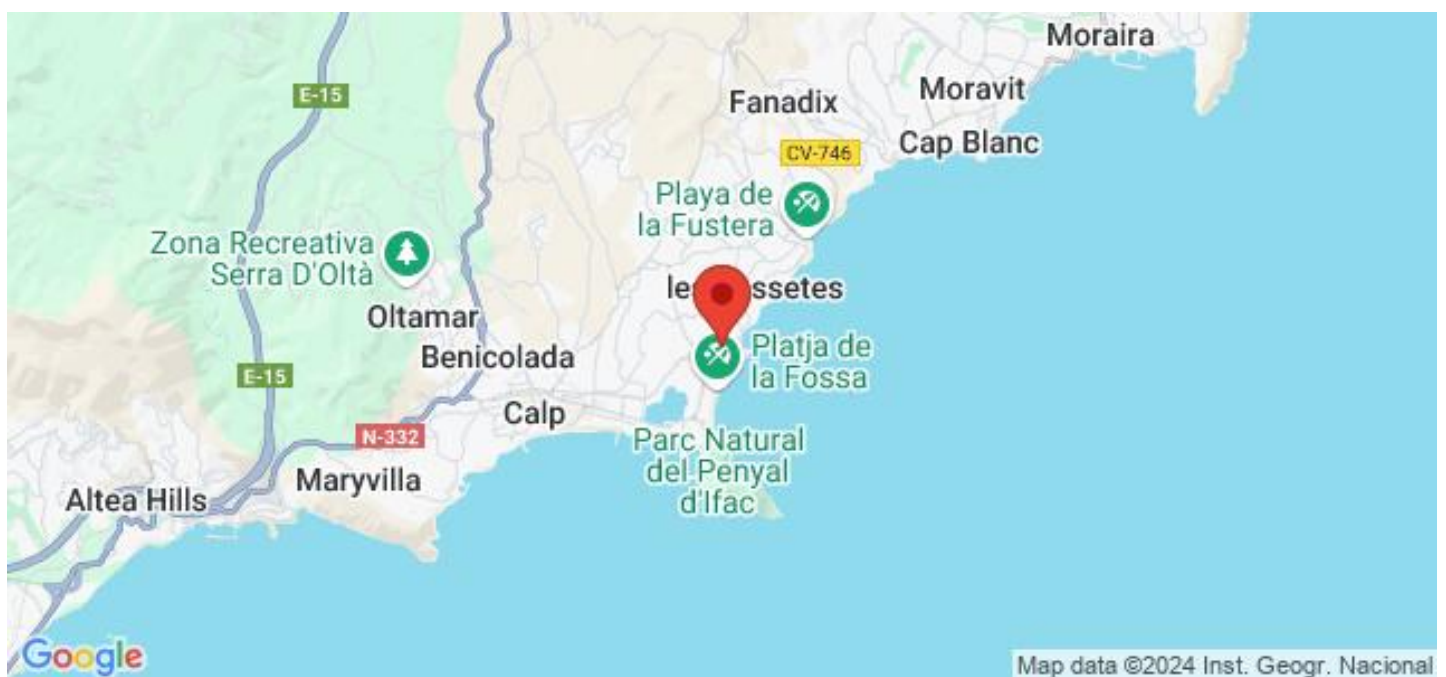 Moraira
E-15
Moravit
Fanadix
Cap Blanc
CV-746
Playa de
la Fustera
Zona Recreativa
Serra D'Oltà
Oltamar
Benicolada
Platja de
la Fossa
E-15
Calp
N-332
Parc Natural
del Penyal
d'Ifac
Maryvilla
Altea Hills
Google
Map data ©2024 Inst. Geogr. Nacional